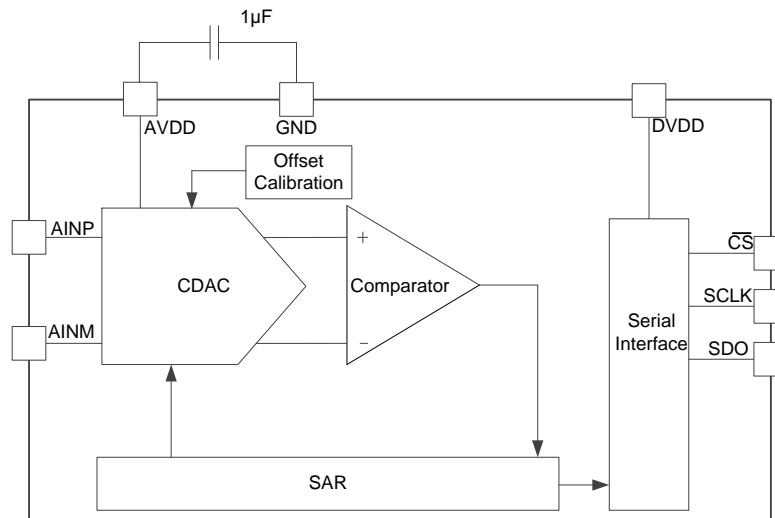 1µF
AVDD
GND
DVDD
Offset
Calibration
AINP
CS
+
CDAC
Comparator
SCLK
Serial
Interface
AINM
−
SDO
SAR